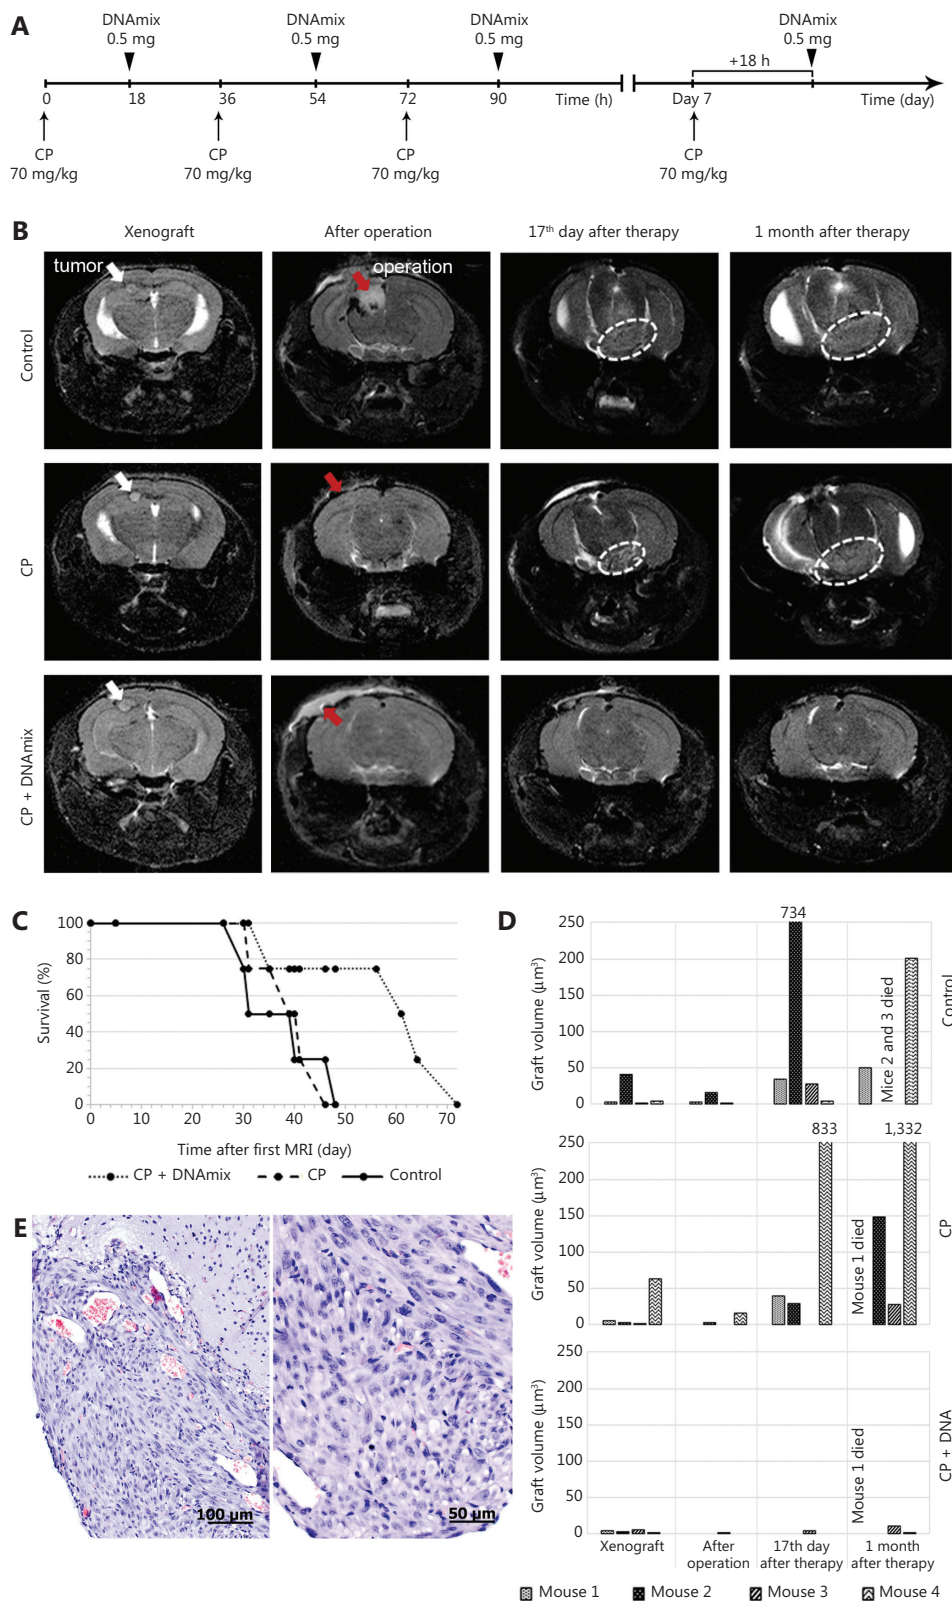 A
DNAmix DNAmix DNAmix DNAmix
0.5 mg 0.5 mg 0.5 mg 0.5 mg
+18 h
0 18 36 54 72 90 Time (h) Day 7 Time (day)
CP CP CP CP
70 mg/kg 70 mg/kg 70 mg/kg 70 mg/kg
B
Xenograft After operation 17th day after therapy 1 month after therapy
Control
tumor operation
CP
CP + DNAmix
C
Survival (%)
100
80
60
40
20
0
0 10 20 30 40 50 60 70
Time after first MRI (day)
CP + DNAmix CP Control
D
Graft volume (µm³)
250
200
150
100
50
0
734
Mice 2 and 3 died
Control
Graft volume (µm³)
250
200
150
100
50
0
833 1,332
Mouse 1 died
CP
Graft volume (µm³)
250
200
150
100
50
0
Mouse 1 died
CP + DNA
Xenograft After 17th day 1 month
operation after therapy after therapy
Mouse 1 Mouse 2 Mouse 3 Mouse 4
E
100 µm 50 µm